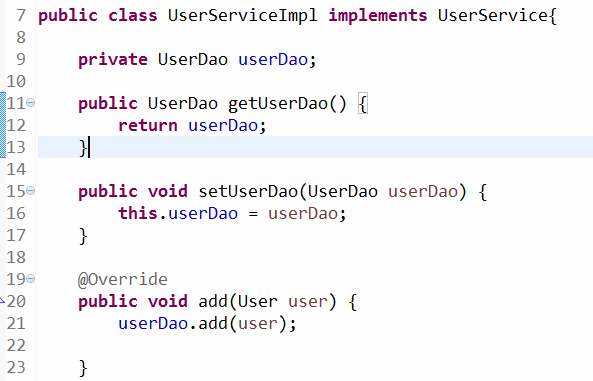 7 public class UserServiceImpl implements UserService{
8
9     private UserDao userDao;
10
11     public UserDao getUserDao() {
12         return userDao;
13     }
14
15     public void setUserDao(UserDao userDao) {
16         this.userDao = userDao;
17     }
18
19     @Override
20     public void add(User user) {
21         userDao.add(user);
22
23     }